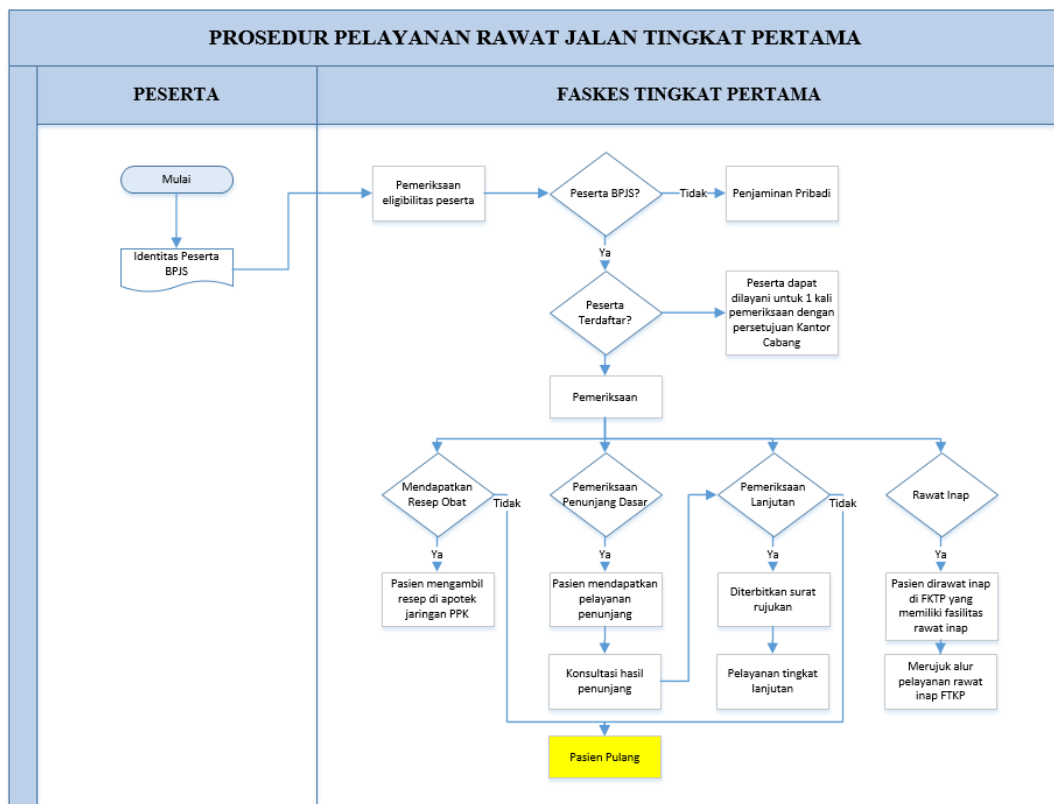 PROSEDUR PELAYANAN RAWAT JALAN TINGKAT PERTAMA
PESERTA
FASKES TINGKAT PERTAMA
Mulai
Identitas Peserta
BPJS
Pemeriksaan
eligibilitas peserta
Peserta BPJS?
Tidak
Penjaminan Pribadi
Ya
Peserta
Terdaftar?
Peserta dapat
dilayani untuk 1 kali
pemeriksaan dengan
persetujuan Kantor
Cabang
Pemeriksaan
Mendapatkan
Resep Obat
Tidak
Ya
Pasien mengambil
resep di apotek
jaringan PPK
Pemeriksaan
Penunjang Dasar
Ya
Pasien mendapatkan
pelayanan
penunjang
Konsultasi hasil
penunjang
Pemeriksaan
Lanjutan
Tidak
Ya
Diterbitkan surat
rujukan
Pelayanan tingkat
lanjutan
Rawat Inap
Ya
Pasien dirawat inap
di FKTP yang
memiliki fasilitas
rawat inap
Merujuk alur
pelayanan rawat
inap FTKP
Pasien Pulang